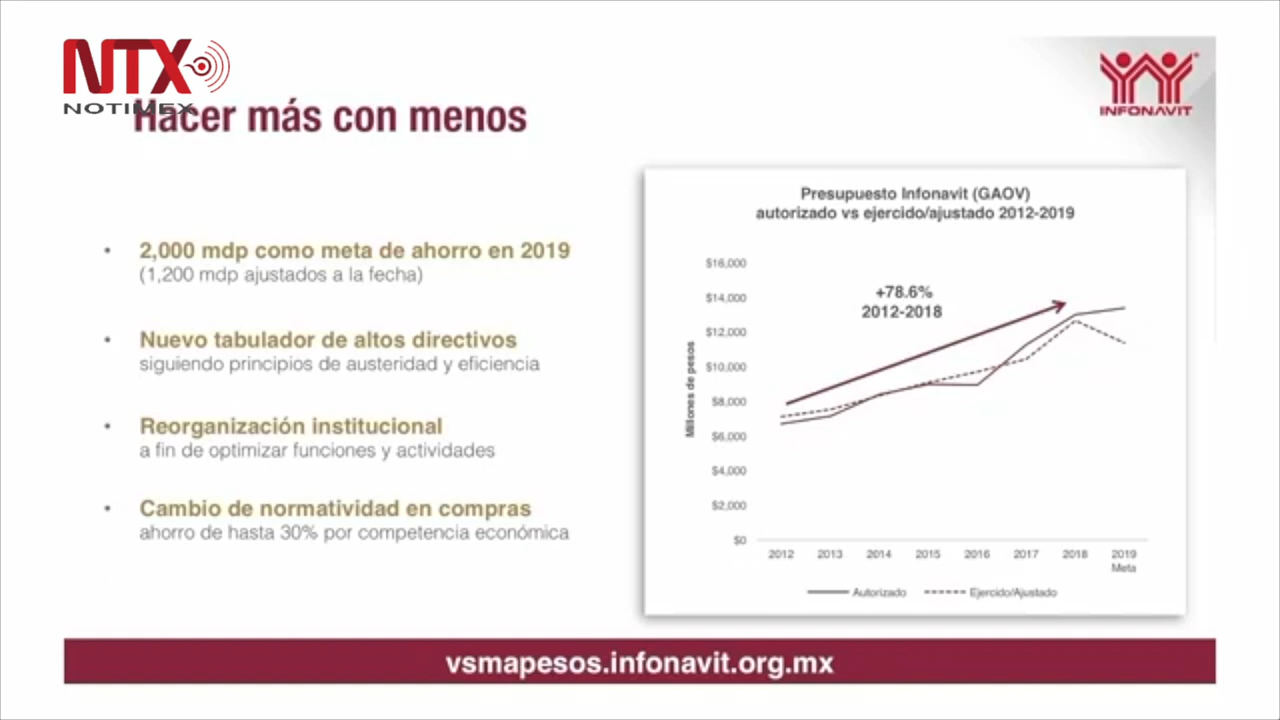 NTX
NOTIMEX
Hacer más con menos
INFONAVIT
• 2,000 mdp como meta de ahorro en 2019
(1,200 mdp ajustados a la fecha)
• Nuevo tabulador de altos directivos
siguiendo principios de austeridad y eficiencia
• Reorganización institucional
a fin de optimizar funciones y actividades
• Cambio de normatividad en compras
ahorro de hasta 30% por competencia económica
Presupuesto Infonavit (GAOV)
autorizado vs ejercido/ajustado 2012-2019
Millones de pesos
$16,000
$14,000
$12,000
$10,000
$8,000
$6,000
$4,000
$2,000
$0
+78.6%
2012-2018
2012 2013 2014 2015 2016 2017 2018 2019
Meta
Autorizado Ejercido/Ajustado
vsmapesos.infonavit.org.mx